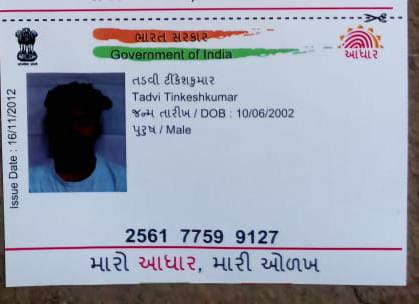 ભારત સરકાર
Government of India
આધાર
Issue Date : 16/11/2012
તડવી ટીંકેશકુમાર
Tadvi Tinkeshkumar
જન્મ તારીખ / DOB : 10/06/2002
પુરુષ / Male
2561 7759 9127
મારો આધાર, મારી ઓળખ